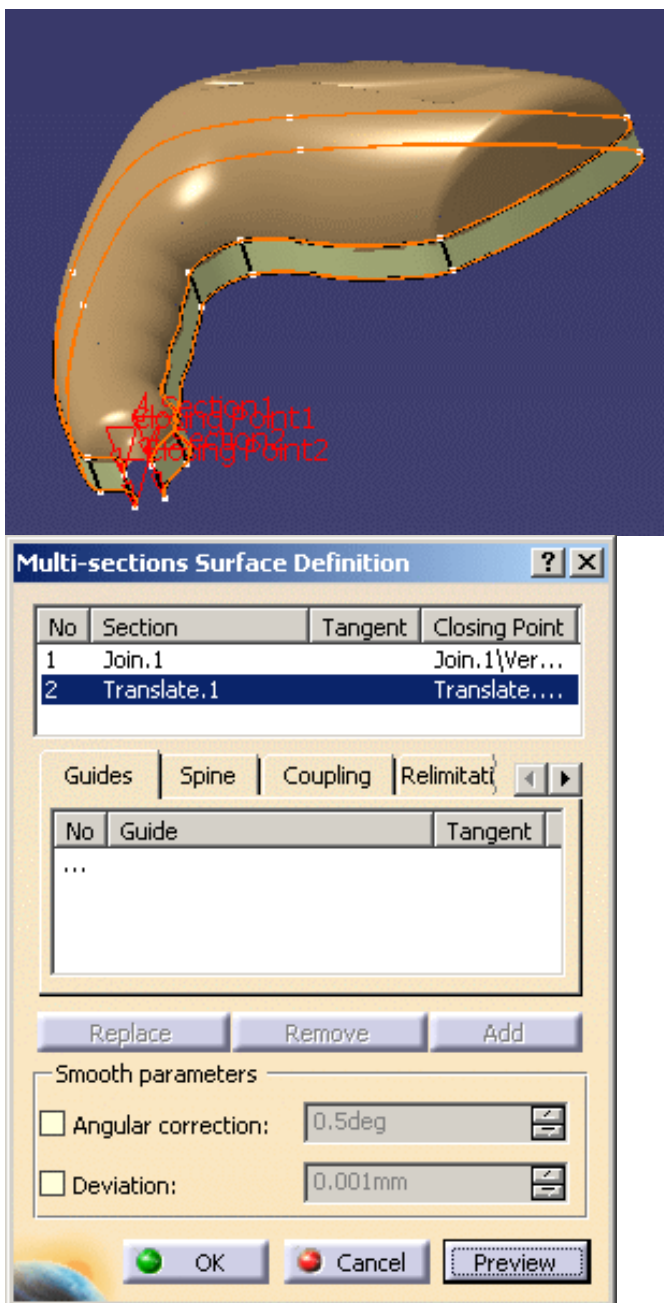 Section1
Closing Point1
Section2
Closing Point2
Multi-sections Surface Definition
No Section Tangent Closing Point
1 Join.1 Join.1\Ver...
2 Translate.1 Translate....
Guides Spine Coupling Relimitati
No Guide Tangent
...
Replace Remove Add
Smooth parameters
Angular correction: 0.5deg
Deviation: 0.001mm
OK Cancel Preview